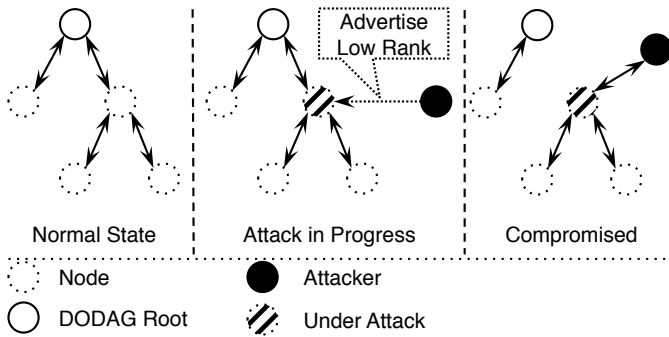 Advertise
Low Rank
Normal State
Attack in Progress
Compromised
Node
Attacker
DODAG Root
Under Attack